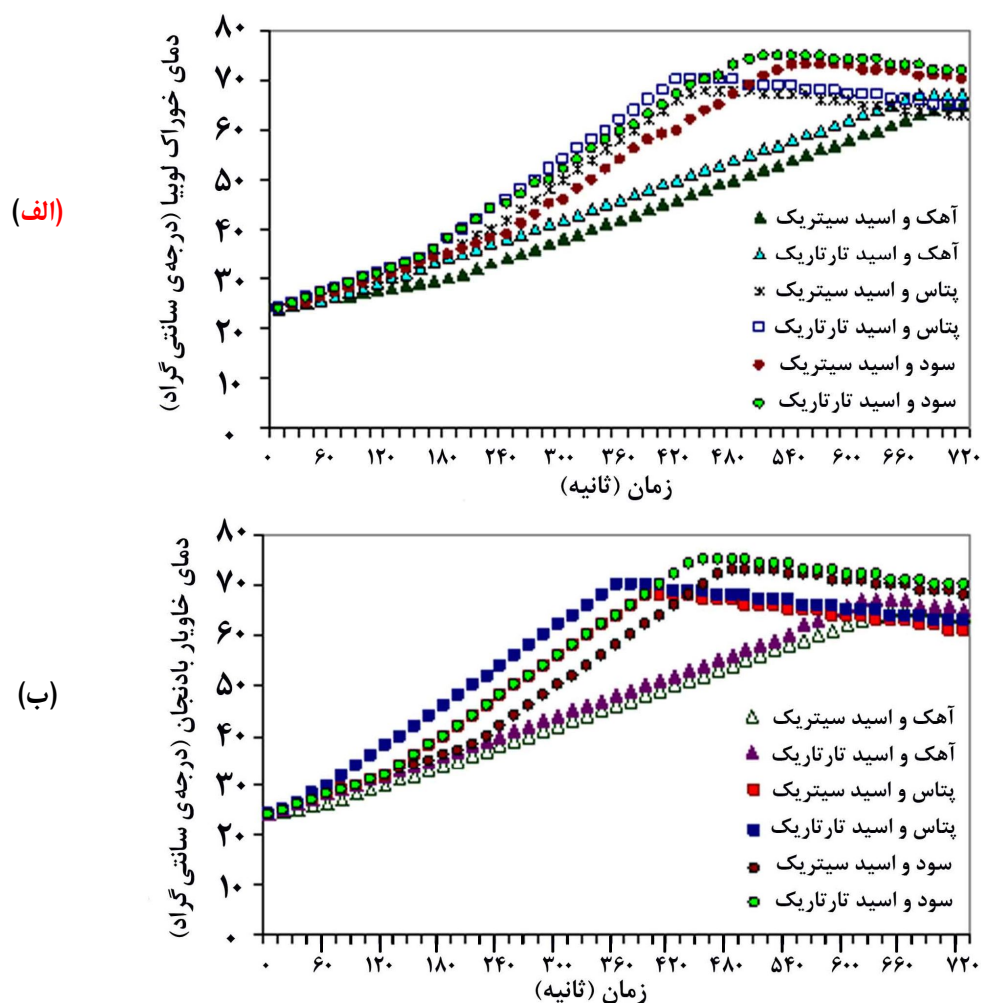 (الف)
دمای خوراک لوبیا (درجه‌ی سانتی گراد)
۸۰
۷۰
۶۰
۵۰
۴۰
۳۰
۲۰
۱۰
۰
آهک و اسید سیتریک
آهک و اسید تارتاریک
پتاس و اسید سیتریک
پتاس و اسید تارتاریک
سود و اسید سیتریک
سود و اسید تارتاریک
۰ ۶۰ ۱۲۰ ۱۸۰ ۲۴۰ ۳۰۰ ۳۶۰ ۴۲۰ ۴۸۰ ۵۴۰ ۶۰۰ ۶۶۰ ۷۲۰
زمان (ثانیه)
(ب)
دمای خاویار بادنجان (درجه‌ی سانتی گراد)
۸۰
۷۰
۶۰
۵۰
۴۰
۳۰
۲۰
۱۰
۰
آهک و اسید سیتریک
آهک و اسید تارتاریک
پتاس و اسید سیتریک
پتاس و اسید تارتاریک
سود و اسید سیتریک
سود و اسید تارتاریک
۰ ۶۰ ۱۲۰ ۱۸۰ ۲۴۰ ۳۰۰ ۳۶۰ ۴۲۰ ۴۸۰ ۵۴۰ ۶۰۰ ۶۶۰ ۷۲۰
زمان (ثانیه)